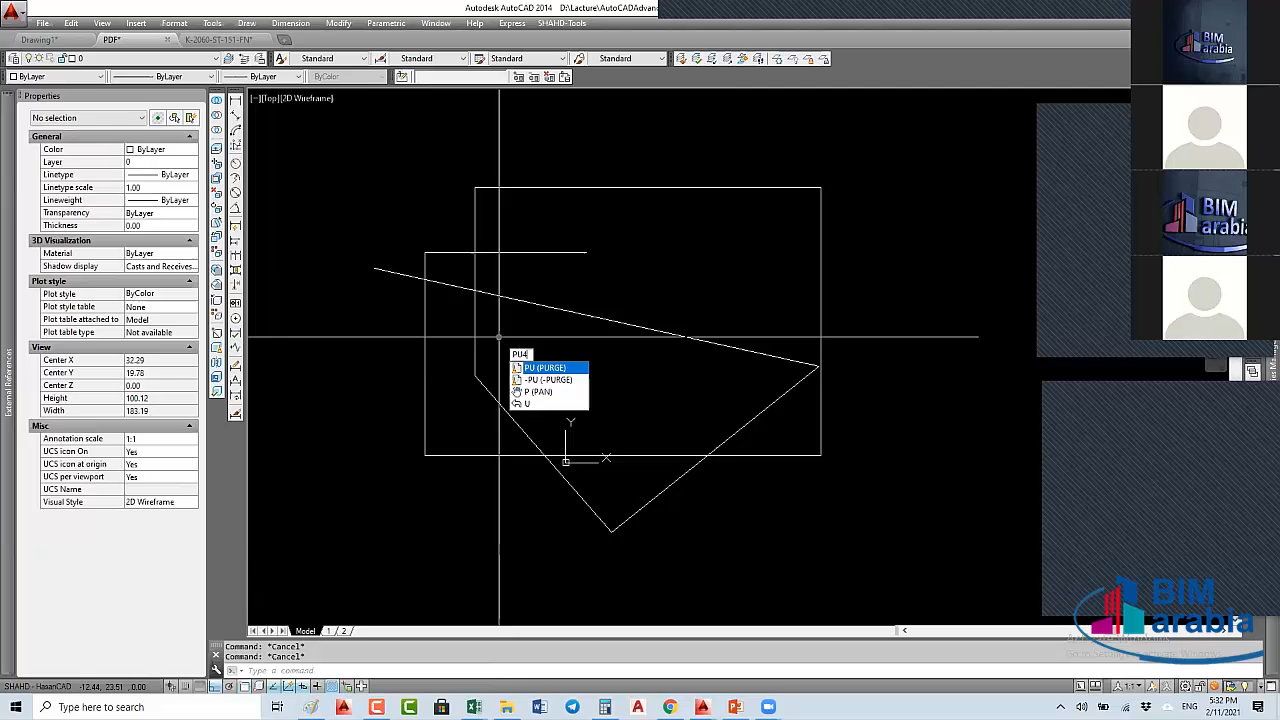 Autodesk AutoCAD 2014   D:\Lacture\AutoCADAdvan
File Edit View Insert Format Tools Draw Dimension Modify Parametric Window Help Express SHAHD-Tools
Drawing1* PDF* K-2060-ST-151-FN*
0 Standard Standard Standard Standard
ByLayer ByLayer ByLayer ByColor
Properties
[−][Top][2D Wireframe]
No selection
General
Color ByLayer
Layer 0
Linetype ByLayer
Linetype scale 1.00
Lineweight ByLayer
Transparency ByLayer
Thickness 0.00
3D Visualization
Material ByLayer
Shadow display Casts and Receives...
Plot style
Plot style ByColor
Plot style table None
Plot table attached to Model
Plot table type Not available
View
Center X 32.29
Center Y 19.78
Center Z 0.00
Height 100.12
Width 183.19
Misc
Annotation scale 1:1
UCS icon On Yes
UCS icon at origin Yes
UCS per viewport Yes
UCS Name
Visual Style 2D Wireframe
External References
PU4
PU (PURGE)
-PU (-PURGE)
P (PAN)
U
Y
X
BIM
arabia
BIM
arabia
BIM
arabia
Model 1 2
Command: *Cancel*
Command: *Cancel*
Type a command
SHAHD - HasanCAD -12.44, 23.51 , 0.00
1:1
Type here to search
5:32 PM
2/11/2021